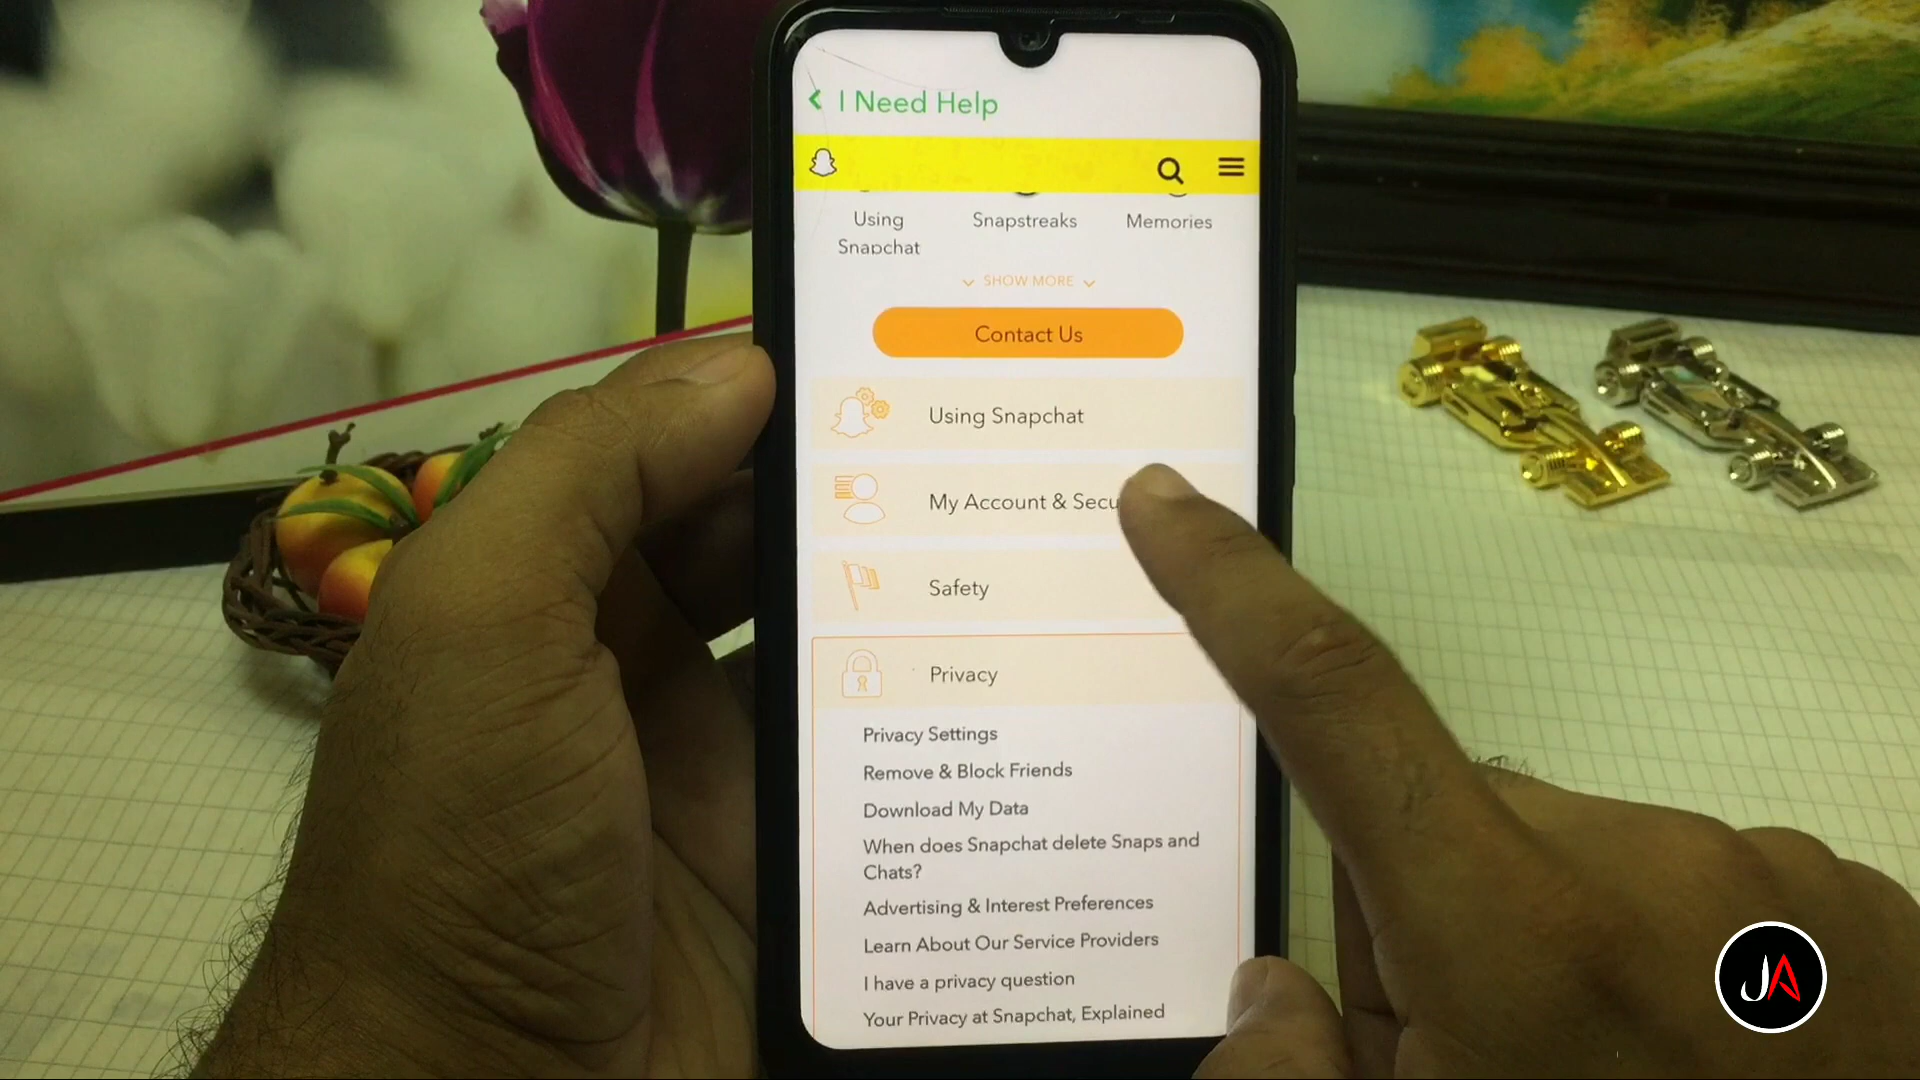 I Need Help
Using Snapchat
Snapstreaks
Memories
SHOW MORE
Contact Us
Using Snapchat
My Account & Secu
Safety
Privacy
Privacy Settings
Remove & Block Friends
Download My Data
When does Snapchat delete Snaps and
Chats?
Advertising & Interest Preferences
Learn About Our Service Providers
I have a privacy question
Your Privacy at Snapchat, Explained
JA